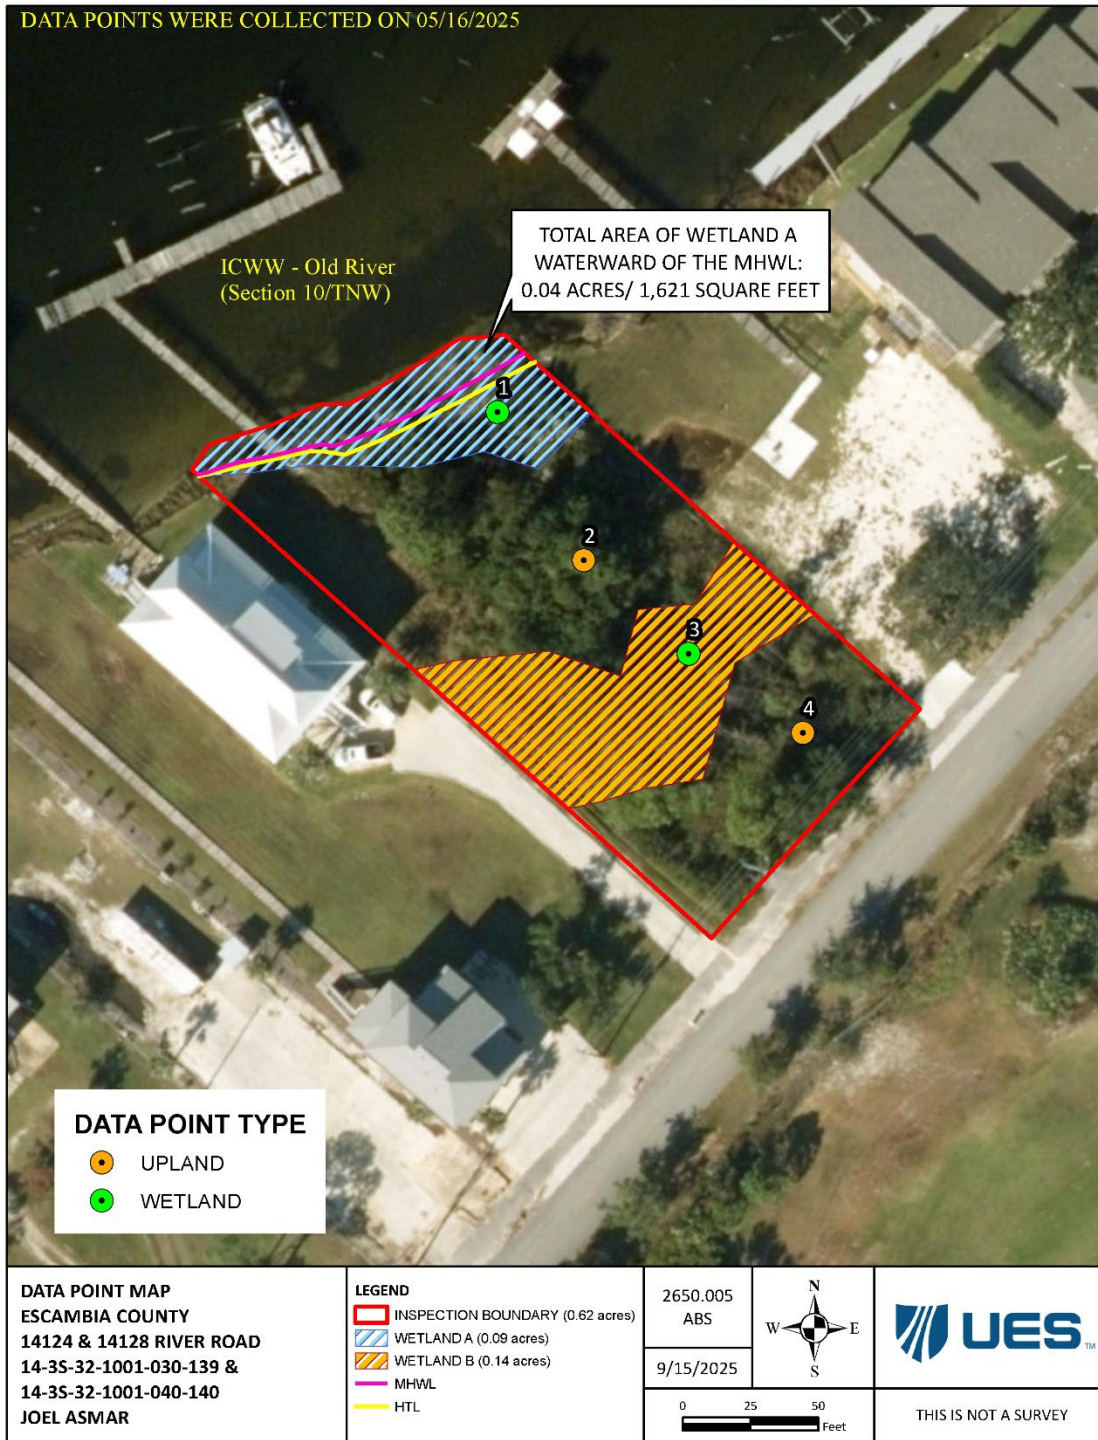 DATA POINTS WERE COLLECTED ON 05/16/2025
TOTAL AREA OF WETLAND A
WATERWARD OF THE MHWL:
0.04 ACRES/ 1,621 SQUARE FEET
ICWW - Old River
(Section 10/TNW)
1
2
3
4
DATA POINT TYPE
UPLAND
WETLAND
DATA POINT MAP
ESCAMBIA COUNTY
14124 & 14128 RIVER ROAD
14-3S-32-1001-030-139 &
14-3S-32-1001-040-140
JOEL ASMAR
LEGEND
INSPECTION BOUNDARY (0.62 acres)
WETLAND A (0.09 acres)
WETLAND B (0.14 acres)
MHWL
HTL
2650.005
ABS
9/15/2025
N
W E
S
0 25 50
Feet
UES TM
THIS IS NOT A SURVEY